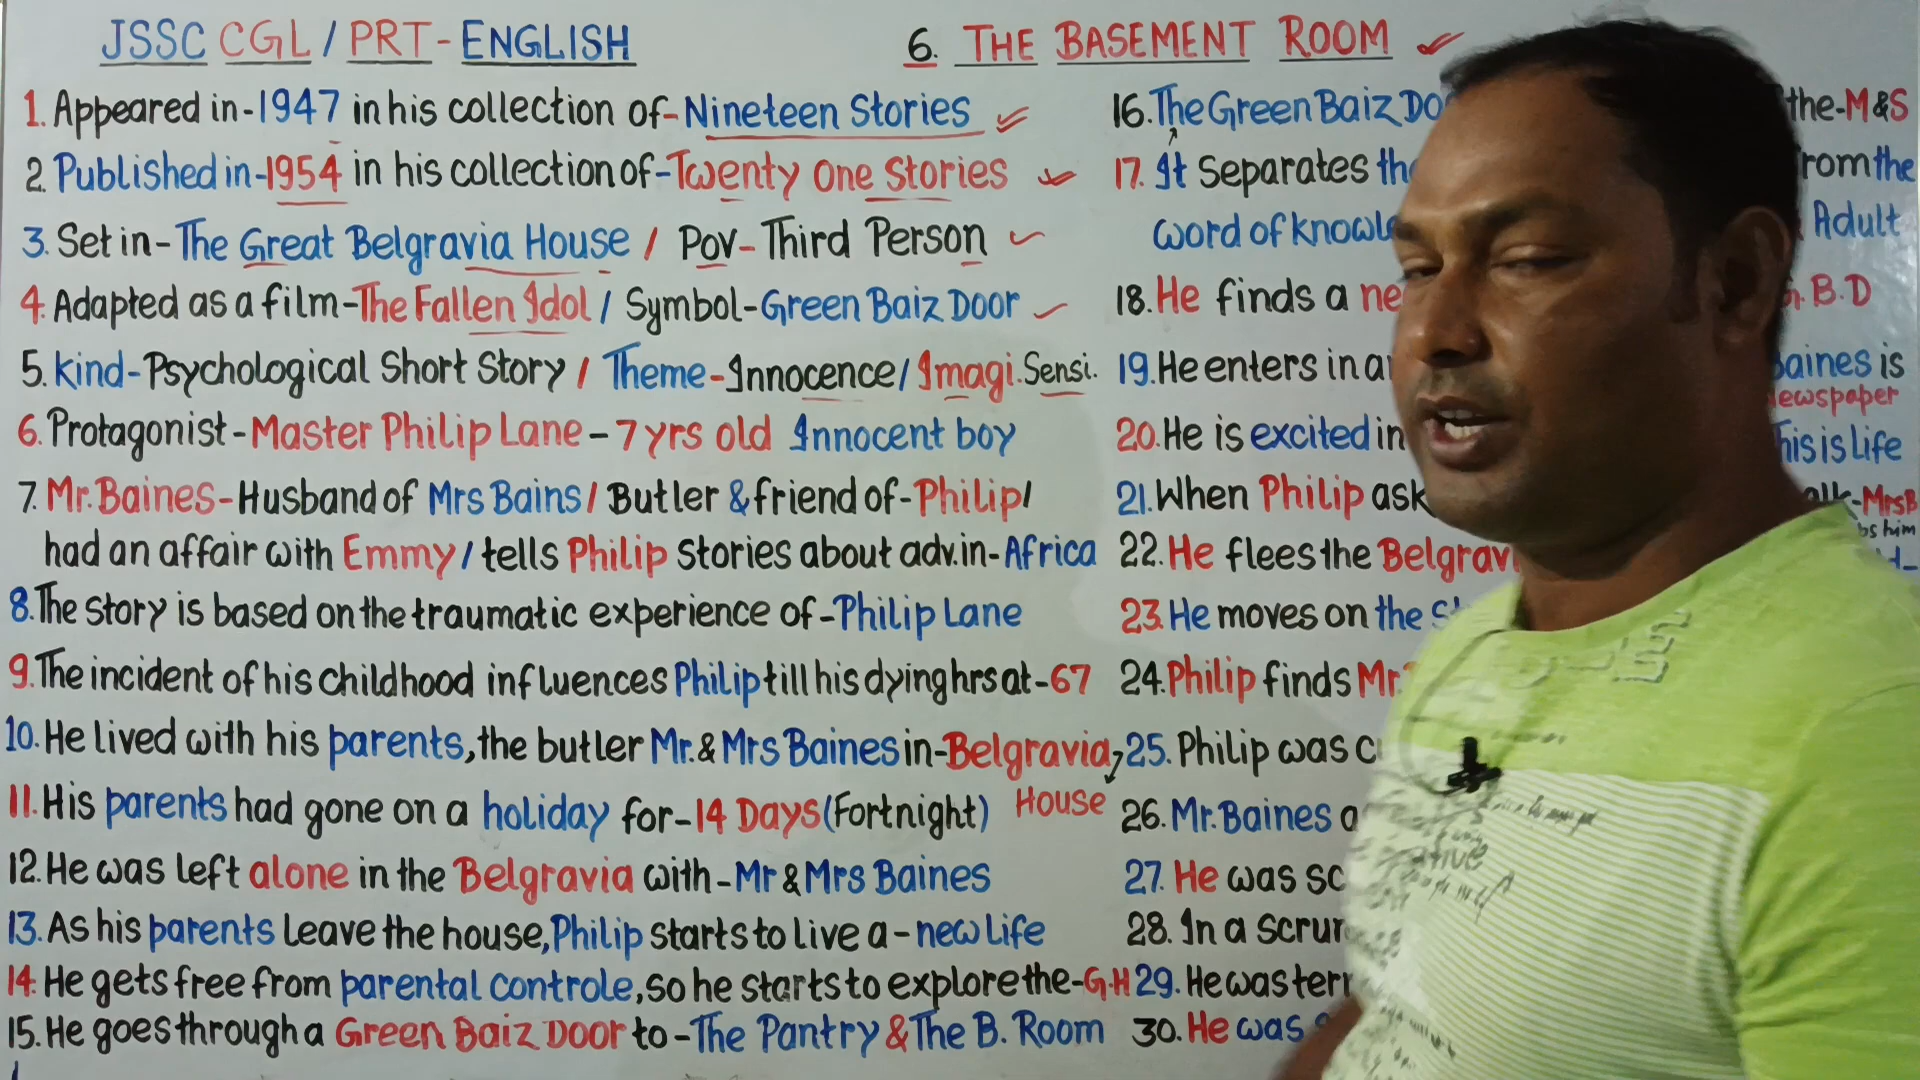 JSSC CGL / PRT - ENGLISH
6. THE BASEMENT ROOM
1. Appeared in - 1947 in his collection of - Nineteen Stories
2. Published in - 1954 in his collection of - Twenty One Stories
3. Set in - The Great Belgravia House / Pov - Third Person
4. Adapted as a film - The Fallen Idol / Symbol - Green Baiz Door
5. Kind - Psychological Short Story / Theme - Innocence / Imagi. Sensi.
6. Protagonist - Master Philip Lane - 7 yrs old Innocent boy
7. Mr. Baines - Husband of Mrs Bains / Butler & friend of - Philip /
had an affair with Emmy / tells Philip stories about adv. in - Africa
8. The story is based on the traumatic experience of - Philip Lane
9. The incident of his childhood influences Philip till his dying hrs at - 67
10. He lived with his parents, the butler Mr. & Mrs Baines in - Belgravia
House
11. His parents had gone on a holiday for - 14 Days (Fortnight)
12. He was left alone in the Belgravia with - Mr & Mrs Baines
13. As his parents leave the house, Philip starts to live a - new life
14. He gets free from parental controle, so he starts to explore the - G.H
15. He goes through a Green Baiz Door to - The Pantry & The B. Room
16. The Green Baiz Do the - M & S
17. It separates the from the
word of knowl Adult
18. He finds a ne G. B. D
19. He enters in a Baines is
Newspaper
20. He is excited in This is life
21. When Philip ask - Mrs B
him
22. He flees the Belgrav
23. He moves on the S
24. Philip finds Mr.
25. Philip was c
26. Mr. Baines a
27. He was sc
28. In a scru
29. He was terr
30. He was